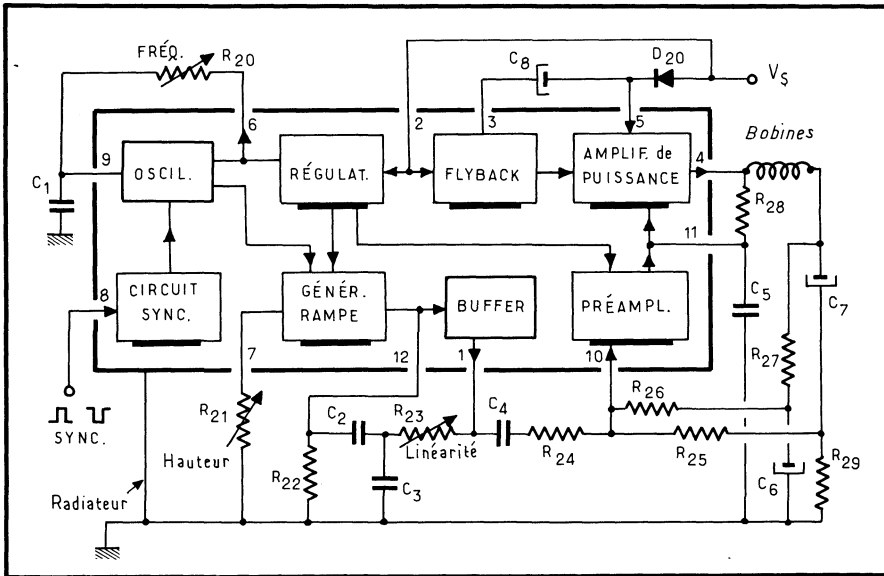 FRÉQ.
R20
C8
D20
VS
6
2
3
5
Bobines
9
OSCIL.
RÉGULAT.
FLYBACK
AMPLIF. de
PUISSANCE
4
C1
R28
11
8
CIRCUIT
SYNC.
GÉNÉR.
RAMPE
BUFFER
PRÉAMPL.
C5
C7
7
12
1
10
R27
R26
R21
C2
R23
C4
SYNC.
Hauteur
R22
Linéarité
R24
R25
R29
C3
C6
Radiateur